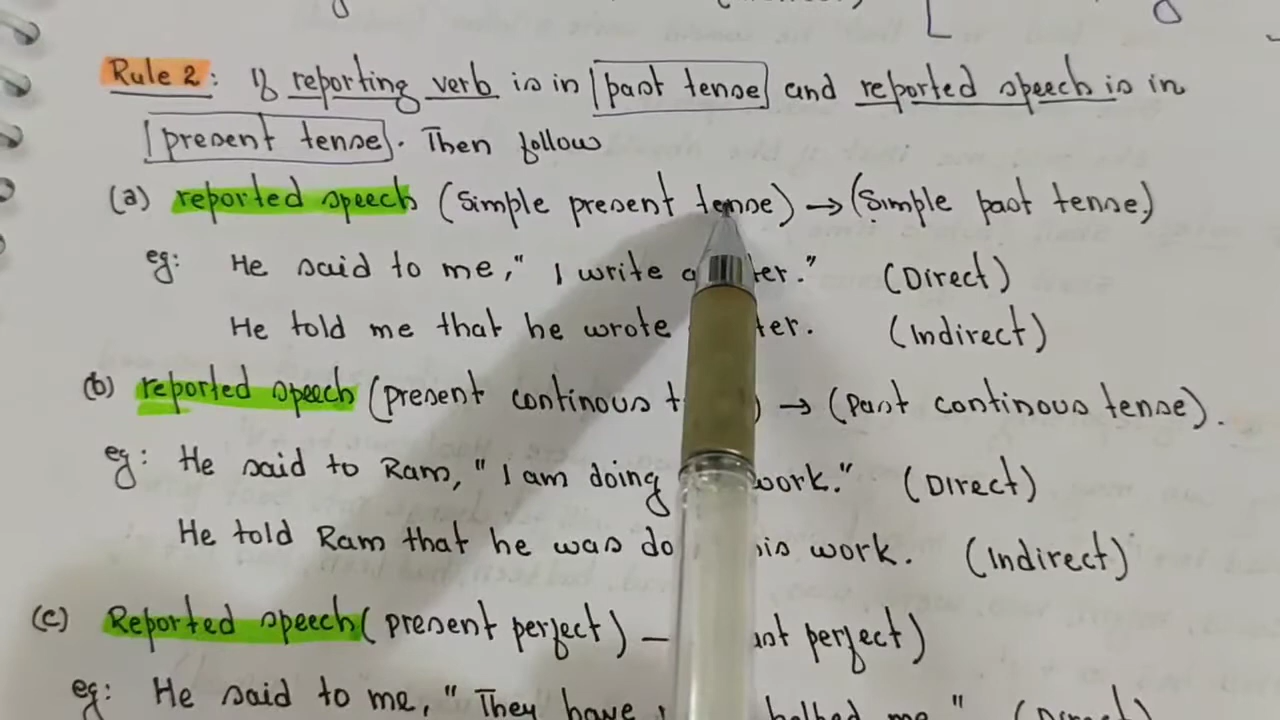 Rule 2: If reporting verb is in past tense and reported speech is in
present tense. Then follow
(a) reported speech (Simple present tense) → (Simple past tense.)
eg: He said to me, " I write a ter." (Direct)
He told me that he wrote ter. (Indirect)
(b) reported speech (present continous t ) → (Past continous tense).
eg: He said to Ram, " I am doing work." (Direct)
He told Ram that he was do is work. (Indirect)
(c) Reported speech (present perfect) – st perfect)
eg: He said to me, " They have me "